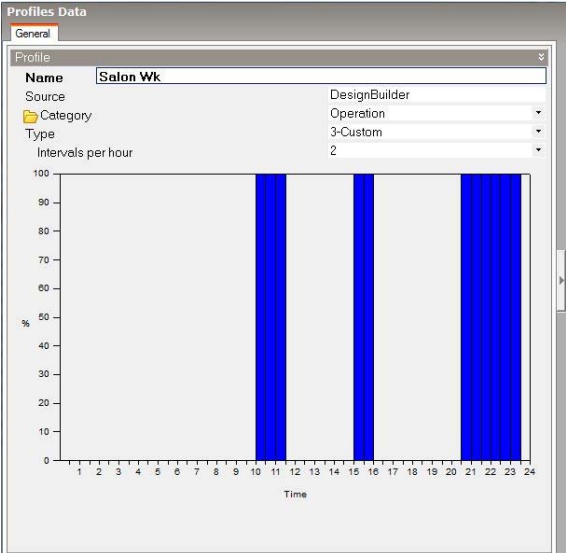 Profiles Data
General
Profile
Name Salon Wk
Source DesignBuilder
Category Operation
Type 3-Custom
Intervals per hour 2
100
90
80
70
60
50
%
40
30
20
10
0
1 2 3 4 5 6 7 8 9 10 11 12 13 14 15 16 17 18 19 20 21 22 23 24
Time